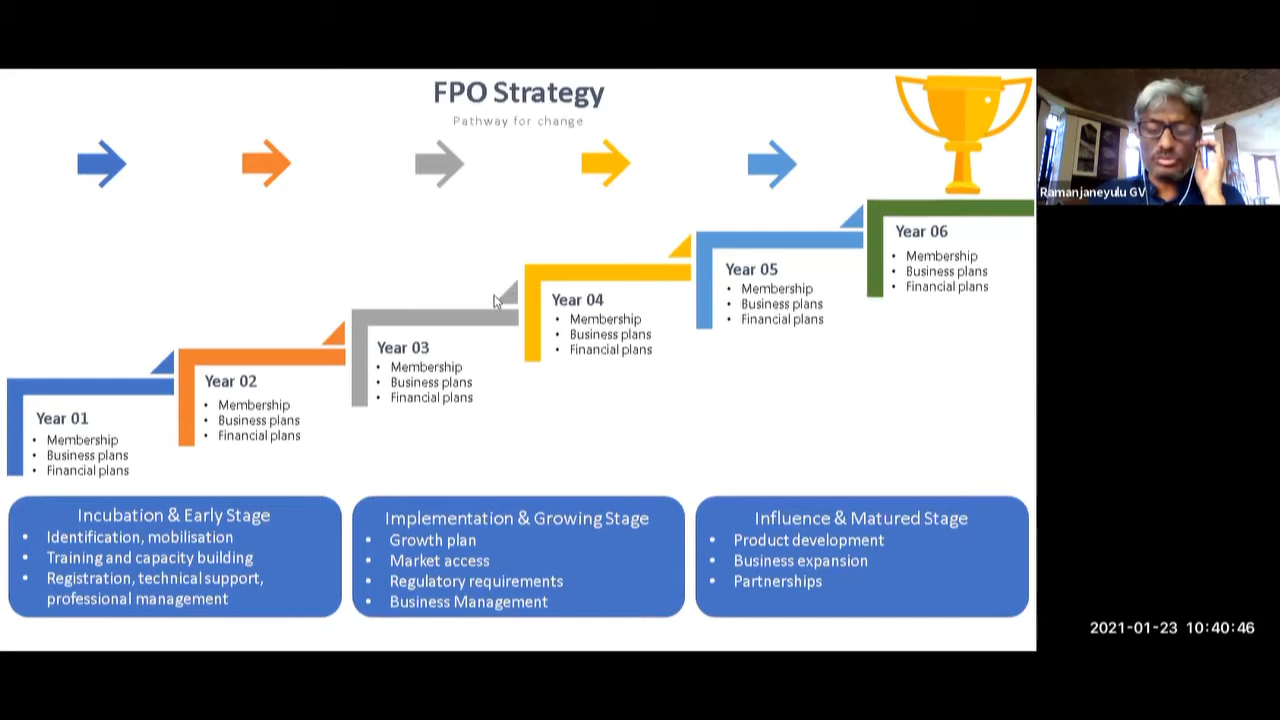 FPO Strategy
Pathway for change
Ramanjaneyulu GV
Year 01
• Membership
• Business plans
• Financial plans
Year 02
• Membership
• Business plans
• Financial plans
Year 03
• Membership
• Business plans
• Financial plans
Year 04
• Membership
• Business plans
• Financial plans
Year 05
• Membership
• Business plans
• Financial plans
Year 06
• Membership
• Business plans
• Financial plans
Incubation & Early Stage
• Identification, mobilisation
• Training and capacity building
• Registration, technical support,
professional management
Implementation & Growing Stage
• Growth plan
• Market access
• Regulatory requirements
• Business Management
Influence & Matured Stage
• Product development
• Business expansion
• Partnerships
2021-01-23 10:40:46